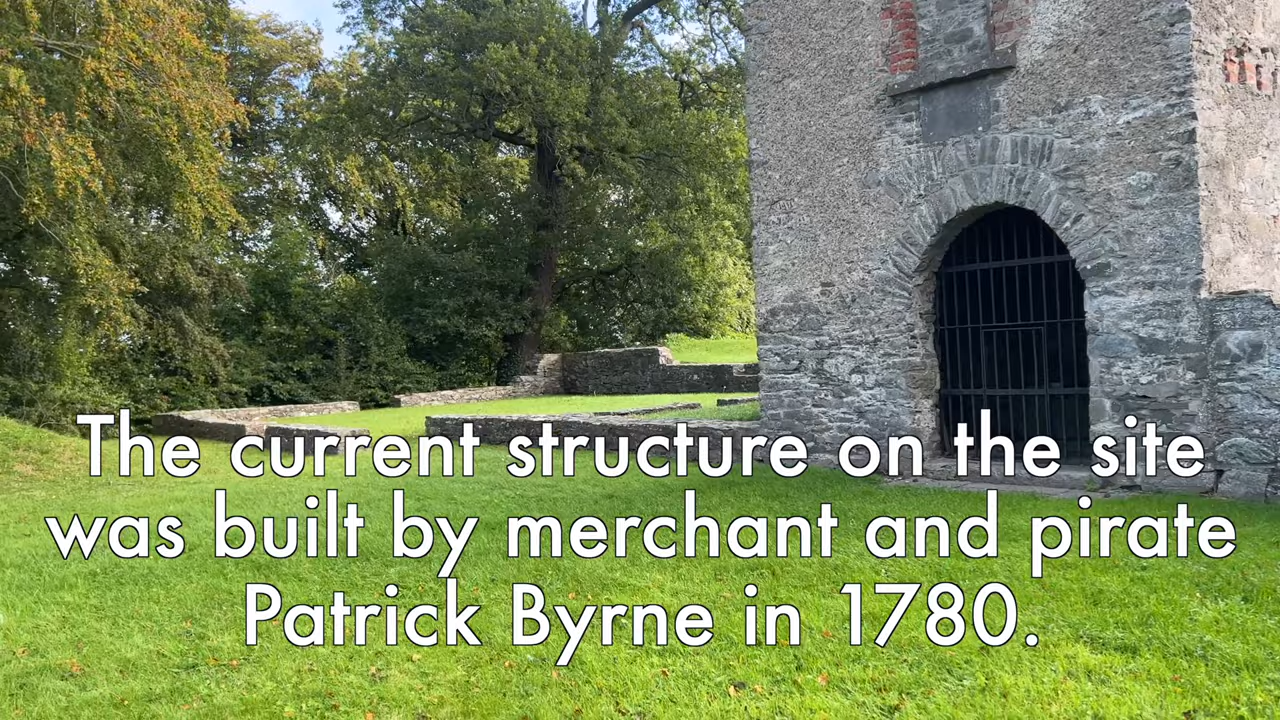 The current structure on the site
was built by merchant and pirate
Patrick Byrne in 1780.